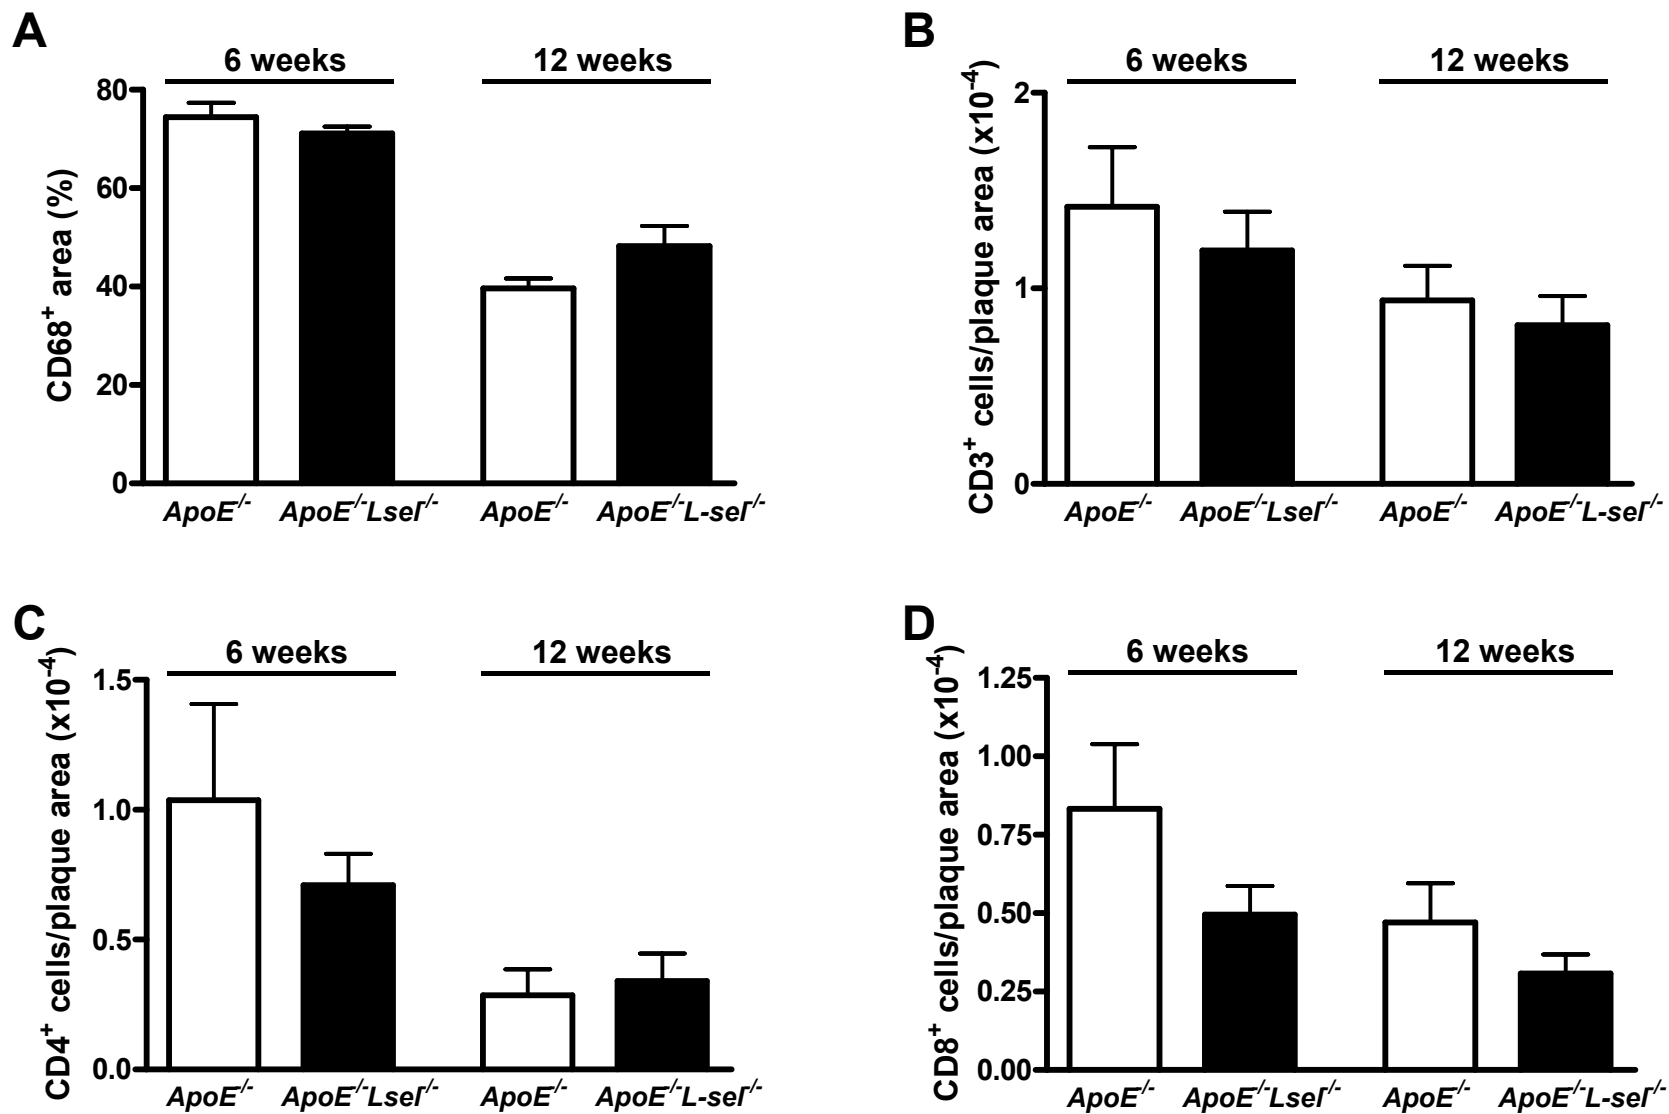 A
6 weeks 12 weeks
CD68+ area (%)
80
60
40
20
0
ApoE-/- ApoE-/-Lsel-/- ApoE-/- ApoE-/-L-sel-/-
B
6 weeks 12 weeks
CD3+ cells/plaque area (x10-4)
2
1
0
ApoE-/- ApoE-/-Lsel-/- ApoE-/- ApoE-/-L-sel-/-
C
6 weeks 12 weeks
CD4+ cells/plaque area (x10-4)
1.5
1.0
0.5
0.0
ApoE-/- ApoE-/-Lsel-/- ApoE-/- ApoE-/-L-sel-/-
D
6 weeks 12 weeks
CD8+ cells/plaque area (x10-4)
1.25
1.00
0.75
0.50
0.25
0.00
ApoE-/- ApoE-/-Lsel-/- ApoE-/- ApoE-/-L-sel-/-